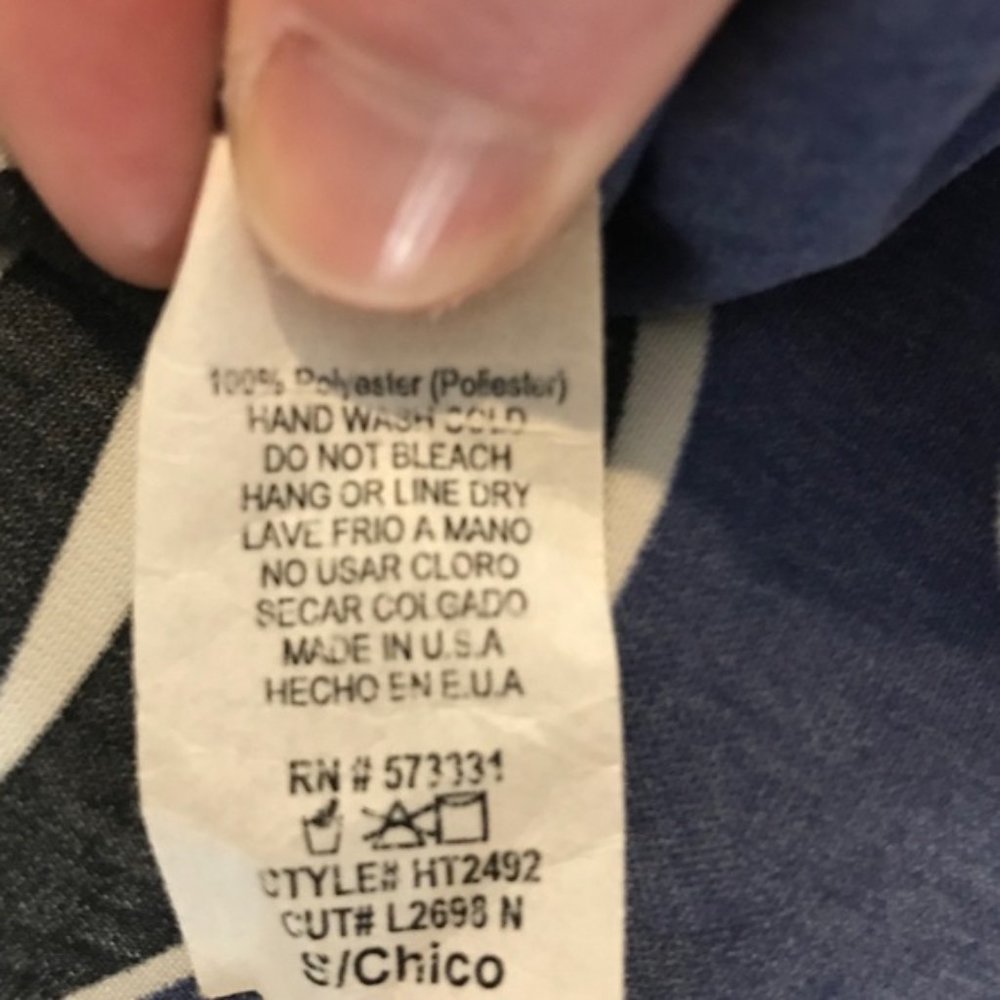 100% Polyester (Poliester)
HAND WASH COLD
DO NOT BLEACH
HANG OR LINE DRY
LAVE FRIO A MANO
NO USAR CLORO
SECAR COLGADO
MADE IN U.S.A
HECHO EN E.U.A
RN # 573331
STYLE# HT2492
CUT# L2698 N
S/Chico